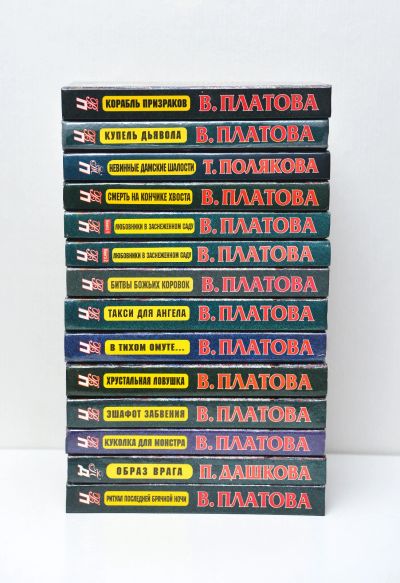 КОРАБЛЬ ПРИЗРАКОВ В. ПЛАТОВА
КУПЕЛЬ ДЬЯВОЛА В. ПЛАТОВА
НЕВИННЫЕ ДАМСКИЕ ШАЛОСТИ Т. ПОЛЯКОВА
СМЕРТЬ НА КОНЧИКЕ ХВОСТА В. ПЛАТОВА
ЛЮБОВНИКИ В ЗАСНЕЖЕННОМ САДУ В. ПЛАТОВА
ЛЮБОВНИКИ В ЗАСНЕЖЕННОМ САДУ В. ПЛАТОВА
БИТВЫ БОЖЬИХ КОРОВОК В. ПЛАТОВА
ТАКСИ ДЛЯ АНГЕЛА В. ПЛАТОВА
В ТИХОМ ОМУТЕ... В. ПЛАТОВА
ХРУСТАЛЬНАЯ ЛОВУШКА В. ПЛАТОВА
ЭШАФОТ ЗАБВЕНИЯ В. ПЛАТОВА
КУКОЛКА ДЛЯ МОНСТРА В. ПЛАТОВА
ОБРАЗ ВРАГА П. ДАШКОВА
РИТУАЛ ПОСЛЕДНЕЙ БРАЧНОЙ НОЧИ В. ПЛАТОВА